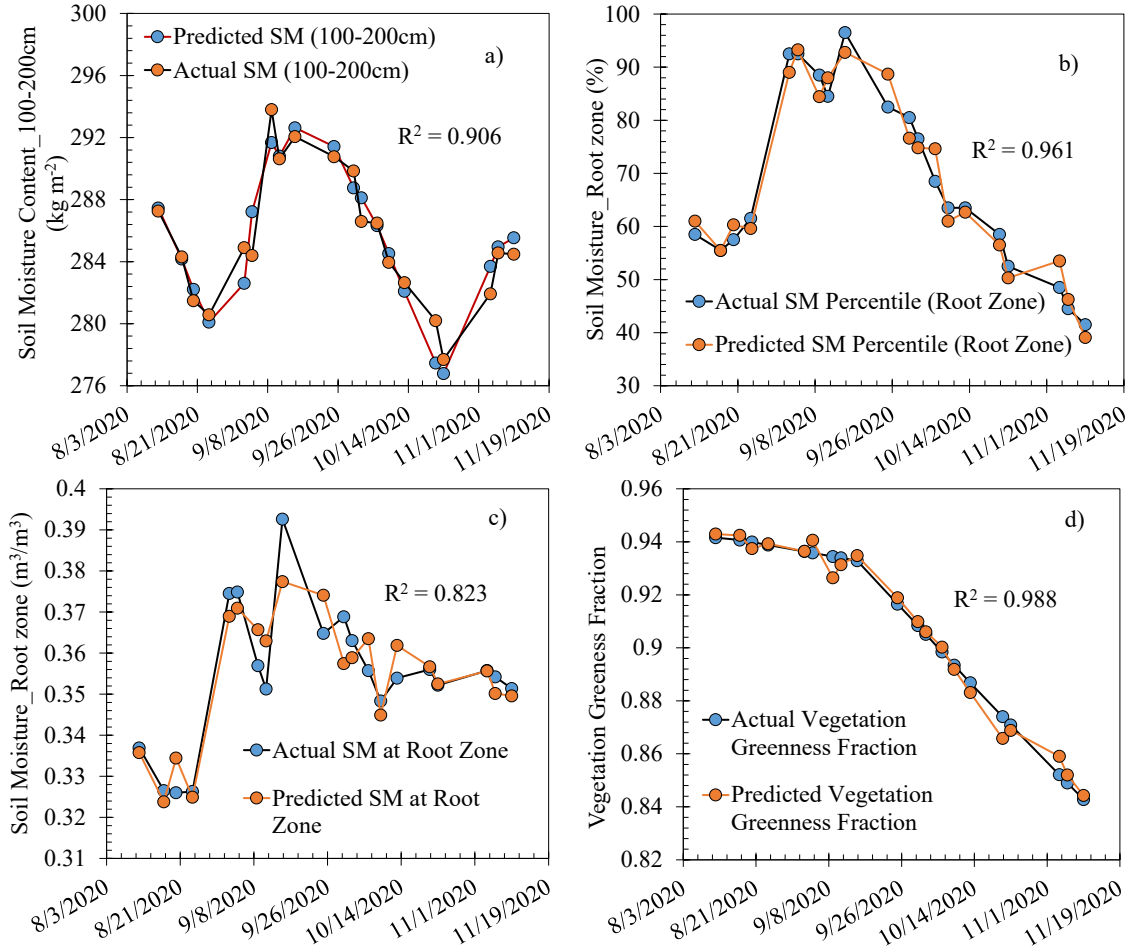 Soil Moisture Content_100-200cm
(kg m-2)
300
296
292
288
284
280
276
Predicted SM (100-200cm)
Actual SM (100-200cm)
a)
R2 = 0.906
8/3/2020
8/21/2020
9/8/2020
9/26/2020
10/14/2020
11/1/2020
11/19/2020
Soil Moisture_Root zone (%)
100
90
80
70
60
50
40
30
b)
R2 = 0.961
Actual SM Percentile (Root Zone)
Predicted SM Percentile (Root Zone)
8/3/2020
8/21/2020
9/8/2020
9/26/2020
10/14/2020
11/1/2020
11/19/2020
Soil Moisture_Root zone (m3/m3)
0.4
0.39
0.38
0.37
0.36
0.35
0.34
0.33
0.32
0.31
c)
R2 = 0.823
Actual SM at Root Zone
Predicted SM at Root
Zone
8/3/2020
8/21/2020
9/8/2020
9/26/2020
10/14/2020
11/1/2020
11/19/2020
Vegetation Greeness Fraction
0.96
0.94
0.92
0.9
0.88
0.86
0.84
0.82
d)
R2 = 0.988
Actual Vegetation
Greenness Fraction
Predicted Vegetation
Greenness Fraction
8/3/2020
8/21/2020
9/8/2020
9/26/2020
10/14/2020
11/1/2020
11/19/2020